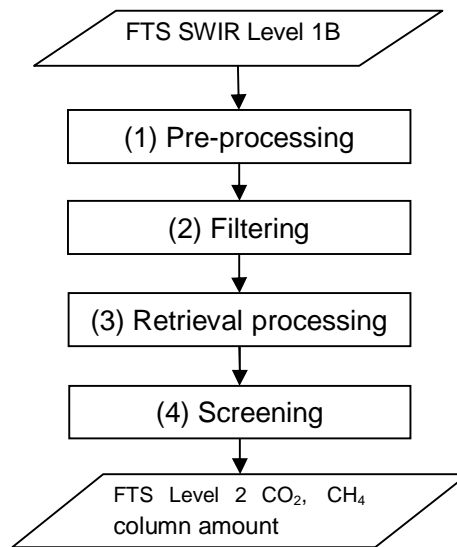 FTS SWIR Level 1B
(1) Pre-processing
(2) Filtering
(3) Retrieval processing
(4) Screening
FTS Level 2 CO₂, CH₄
column amount